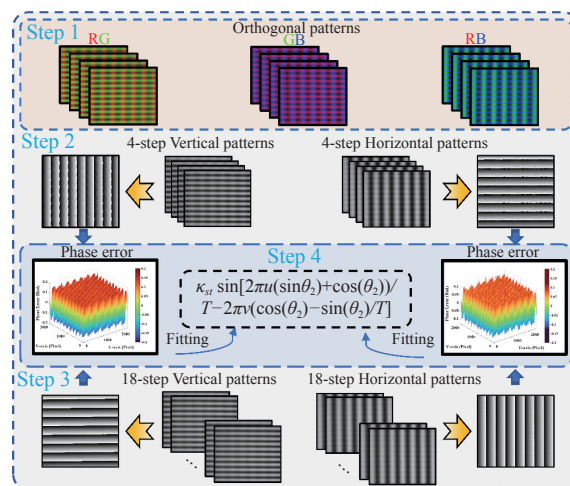 Step 1
Orthogonal patterns
RG
GB
RB
Step 2
4-step Vertical patterns
4-step Horizontal patterns
Step 4
Phase error
Phase error
κst sin[2πu(sinθ2)+cos(θ2))/
T−2πv(cos(θ2)−sin(θ2)/T]
Fitting
Fitting
Step 3
18-step Vertical patterns
18-step Horizontal patterns